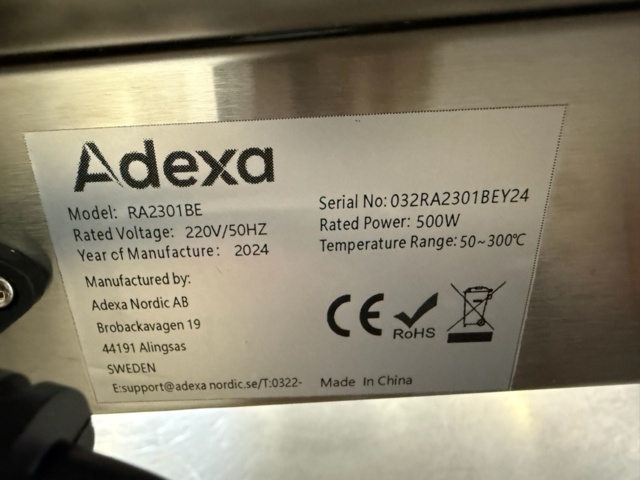 Adexa
Model: RA2301BE
Rated Voltage: 220V/50HZ
Year of Manufacture: 2024
Serial No: 032RA2301BEY24
Rated Power: 500W
Temperature Range: 50~300℃
Manufactured by:
Adexa Nordic AB
Brobackavagen 19
44191 Alingsas
SWEDEN
E:support@adexa nordic.se/T:0322-
CE
RoHS
Made In China